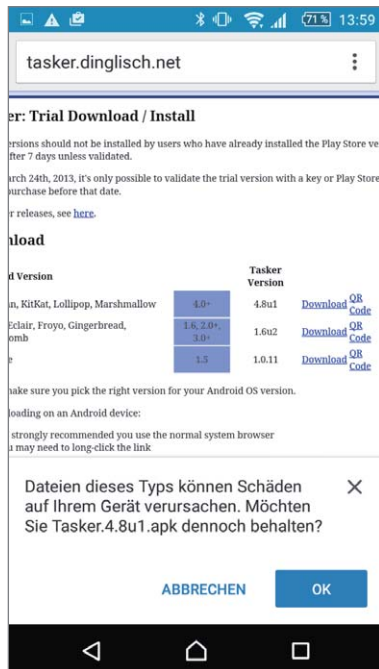 71% 13:59
tasker.dinglisch.net
er: Trial Download / Install
ersions should not be installed by users who have already installed the Play Store ve
fter 7 days unless validated.
arch 24th, 2013, it's only possible to validate the trial version with a key or Play Store
purchase before that date.
r releases, see here.
nload
d Version Tasker
Version
n, KitKat, Lollipop, Marshmallow 4.0+ 4.8u1 Download QR
Code
Eclair, Froyo, Gingerbread, 1.6, 2.0+, 1.6u2 Download QR
omb 3.0+ Code
e 1.5 1.0.11 Download QR
Code
make sure you pick the right version for your Android OS version.
loading on an Android device:
strongly recommended you use the normal system browser
u may need to long-click the link
Dateien dieses Typs können Schäden
auf Ihrem Gerät verursachen. Möchten
Sie Tasker.4.8u1.apk dennoch behalten?
ABBRECHEN OK